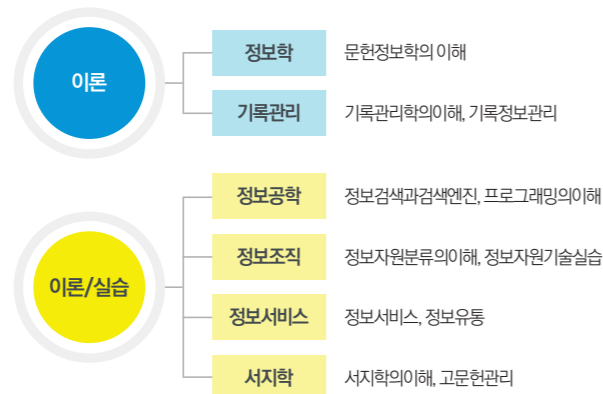 이론
정보학 문헌정보학의 이해
기록관리 기록관리학의이해, 기록정보관리
이론/실습
정보공학 정보검색과검색엔진, 프로그래밍의이해
정보조직 정보자원분류의이해, 정보자원기술실습
정보서비스 정보서비스, 정보유통
서지학 서지학의이해, 고문헌관리